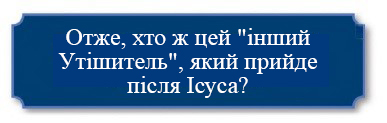 Отже, хто ж цей "інший
Утішитель", який прийде
після Ісуса?